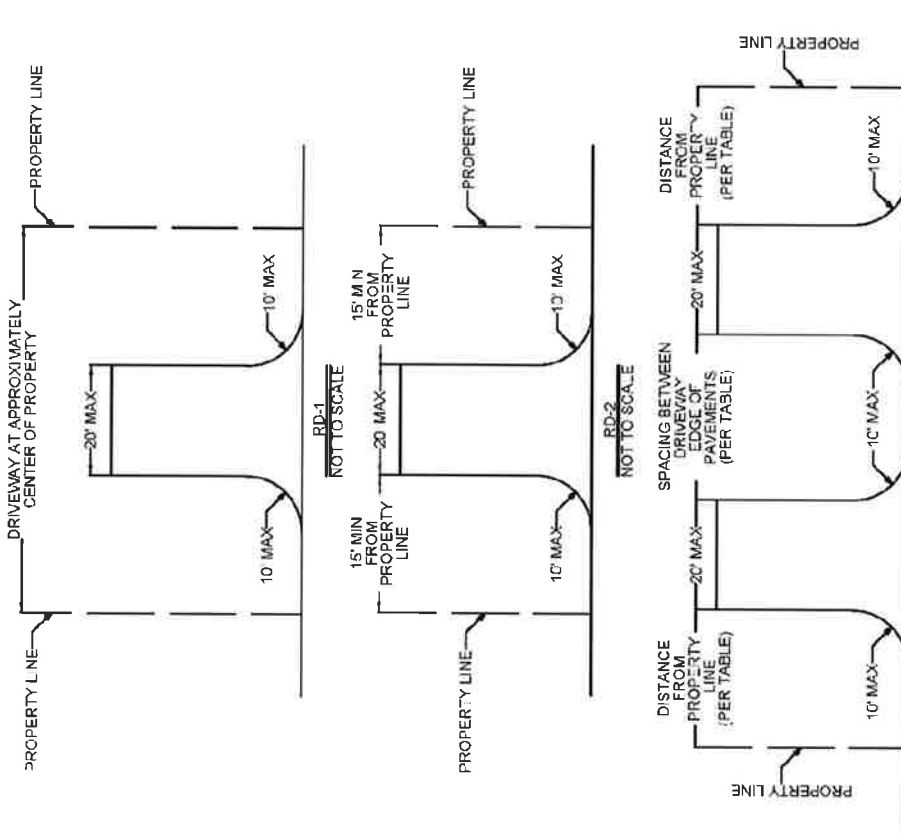 DRIVEWAY AT APPROXIMATELY
CENTER OF PROPERTY
PROPERTY LINE
PROPERTY LINE
20' MAX
10' MAX
10' MAX
RD-1
NOT TO SCALE
15' MIN
FROM
PROPERTY
LINE
20' MAX
15' M N
FROM
PROPERTY
LINE
PROPERTY LINE
PROPERTY LINE
10' MAX
10' MAX
RD-2
NOT TO SCALE
DISTANCE
FROM
PROPERTY
LINE
(PER TABLE)
20' MAX
SPACING BETWEEN
DRIVEWAY
EDGE OF
PAVEMENTS
(PER TABLE)
20' MAX
DISTANCE
FROM
PROPERTY
LINE
(PER TABLE)
PROPERTY LINE
PROPERTY LINE
10' MAX
10' MAX
10' MAX